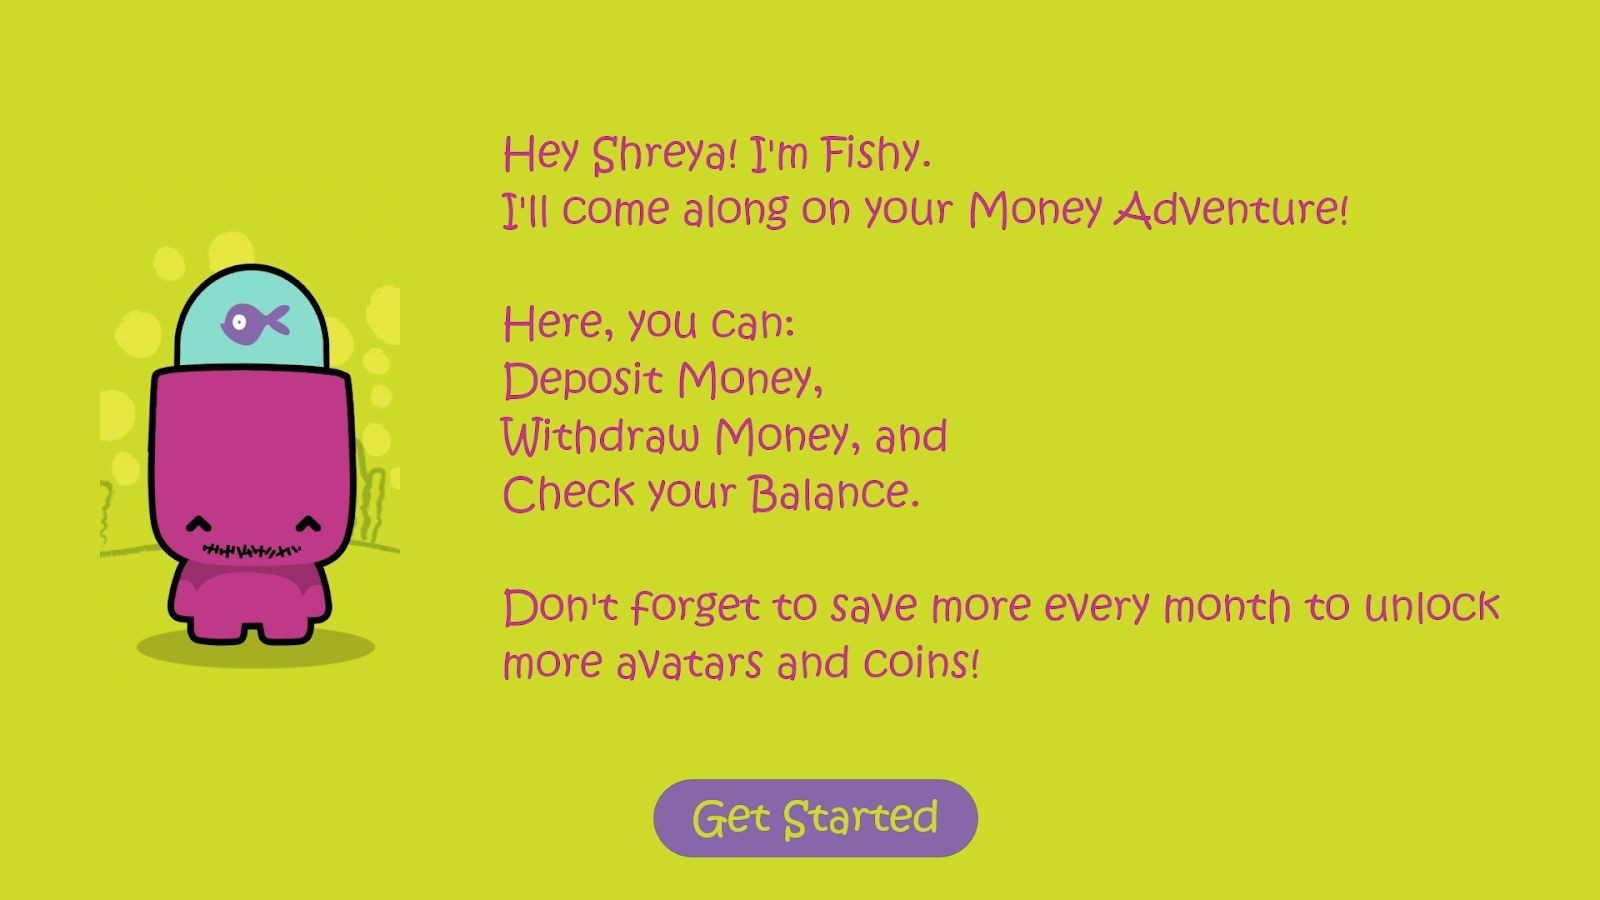 Hey Shreya! I'm Fishy.
I'll come along on your Money Adventure!
Here, you can:
Deposit Money,
Withdraw Money, and
Check your Balance.
Don't forget to save more every month to unlock
more avatars and coins!
Get Started